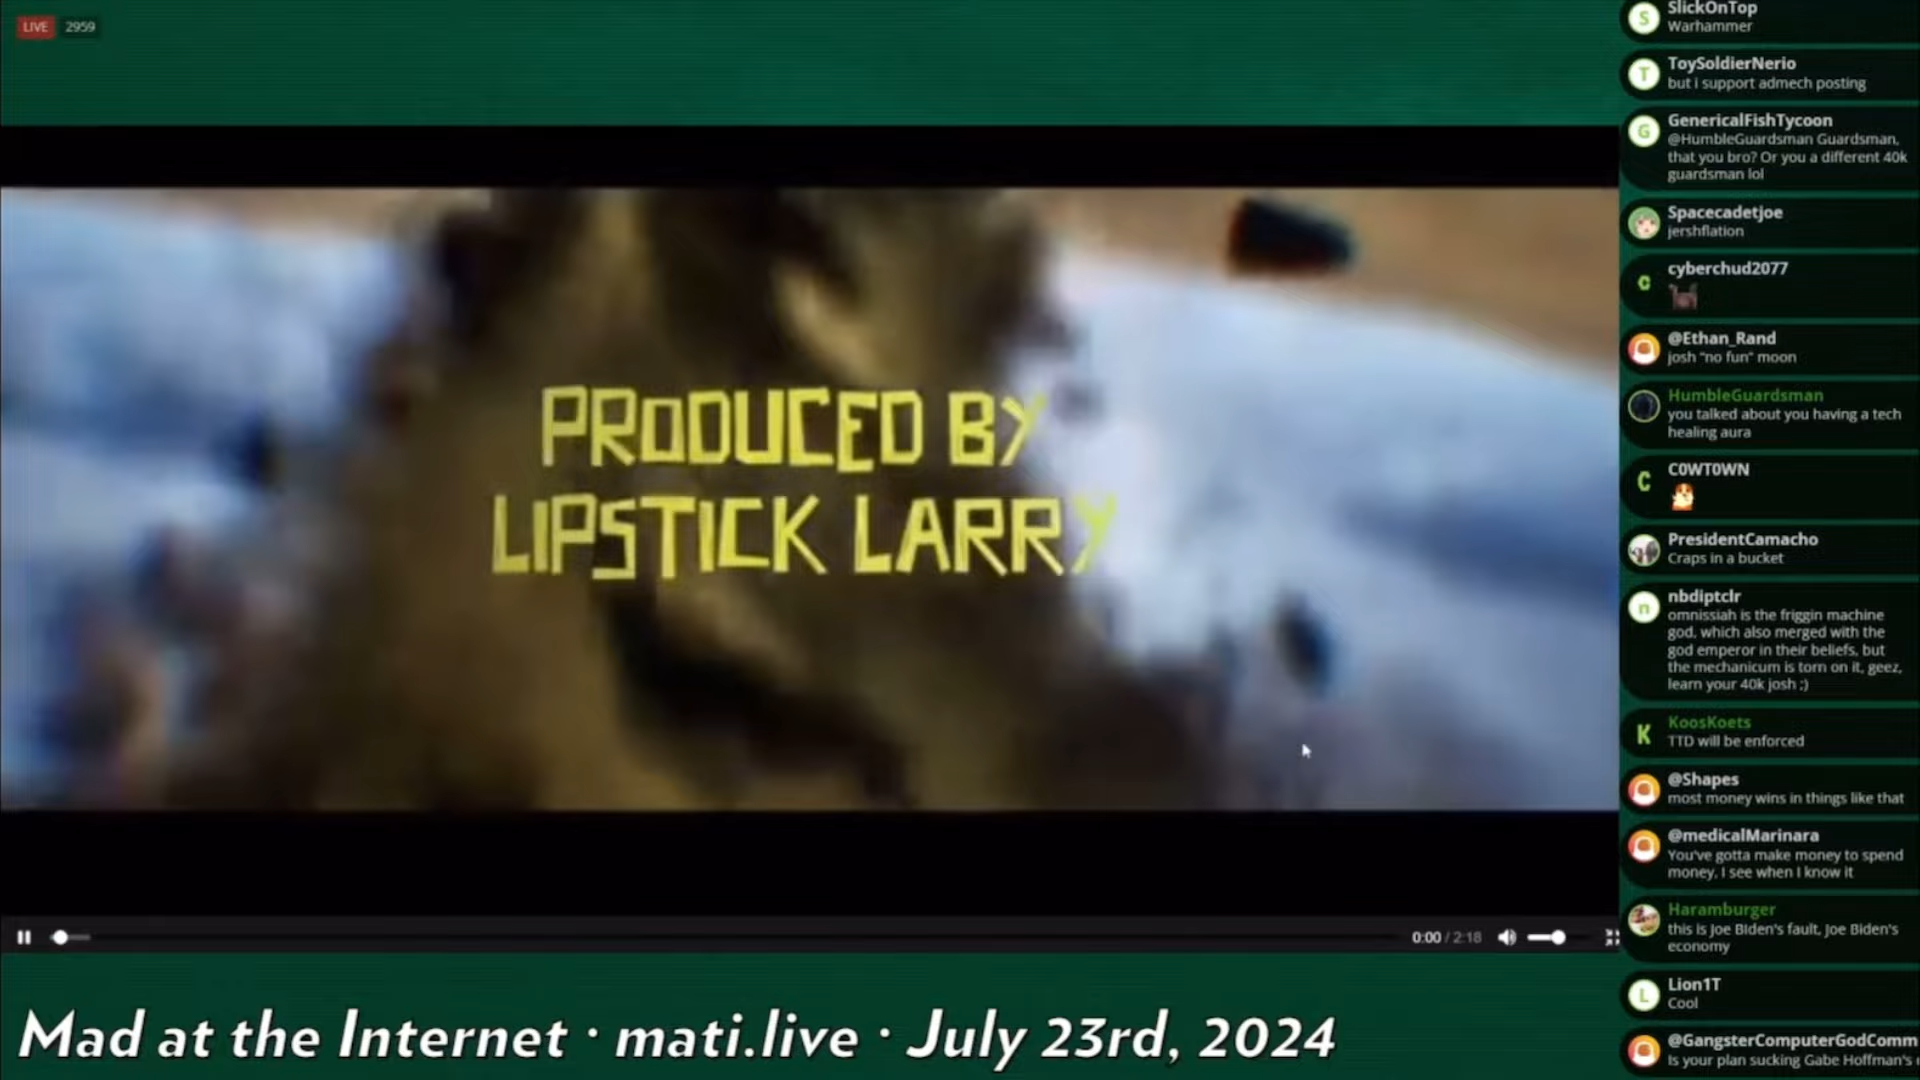 LIVE 2959
PRODUCED BY
LIPSTICK LARRY
0:00 / 2:18
Mad at the Internet · mati.live · July 23rd, 2024
S
SlickOnTop
Warhammer
T
ToySoldierNerio
but i support admech posting
G
GenericalFishTycoon
@HumbleGuardsman Guardsman,
that you bro? Or you a different 40k
guardsman lol
Spacecadetjoe
jershflation
c
cyberchud2077
@Ethan_Rand
josh "no fun" moon
HumbleGuardsman
you talked about you having a tech
healing aura
C
C0WT0WN
PresidentCamacho
Craps in a bucket
n
nbdiptclr
omnissiah is the friggin machine
god, which also merged with the
god emperor in their beliefs, but
the mechanicum is torn on it, geez,
learn your 40k josh ;)
K
KoosKoets
TTD will be enforced
@Shapes
most money wins in things like that
@medicalMarinara
You've gotta make money to spend
money, I see when I know it
Haramburger
this is Joe BIden's fault, Joe Biden's
economy
L
Lion1T
Cool
@GangsterComputerGodComm
Is your plan sucking Gabe Hoffman's